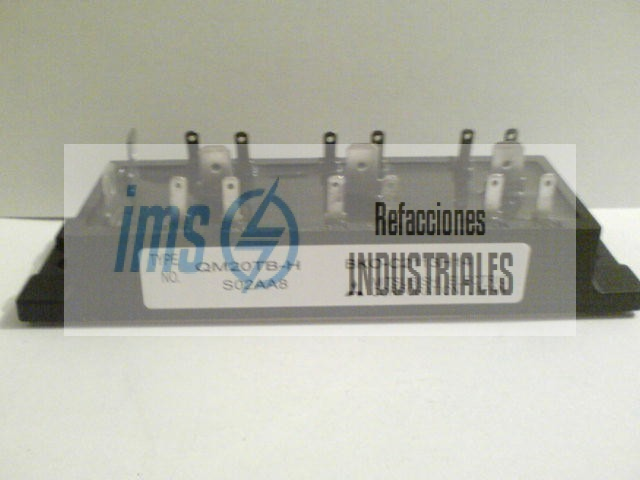 ims
Refacciones
INDUSTRIALES
TYPE QM20TB-H
NO. S02AA8